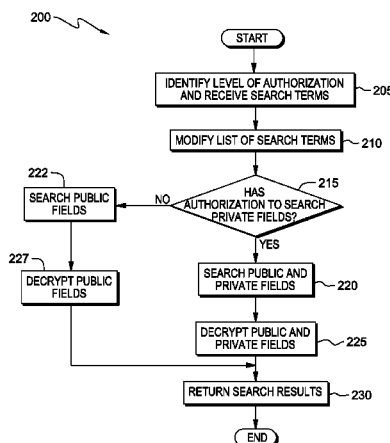 200
START
IDENTIFY LEVEL OF AUTHORIZATION
AND RECEIVE SEARCH TERMS
205
MODIFY LIST OF SEARCH TERMS
210
HAS
AUTHORIZATION TO SEARCH
PRIVATE FIELDS?
215
NO
YES
222
SEARCH PUBLIC
FIELDS
227
DECRYPT PUBLIC
FIELDS
SEARCH PUBLIC AND
PRIVATE FIELDS
220
DECRYPT PUBLIC AND
PRIVATE FIELDS
225
RETURN SEARCH RESULTS
230
END